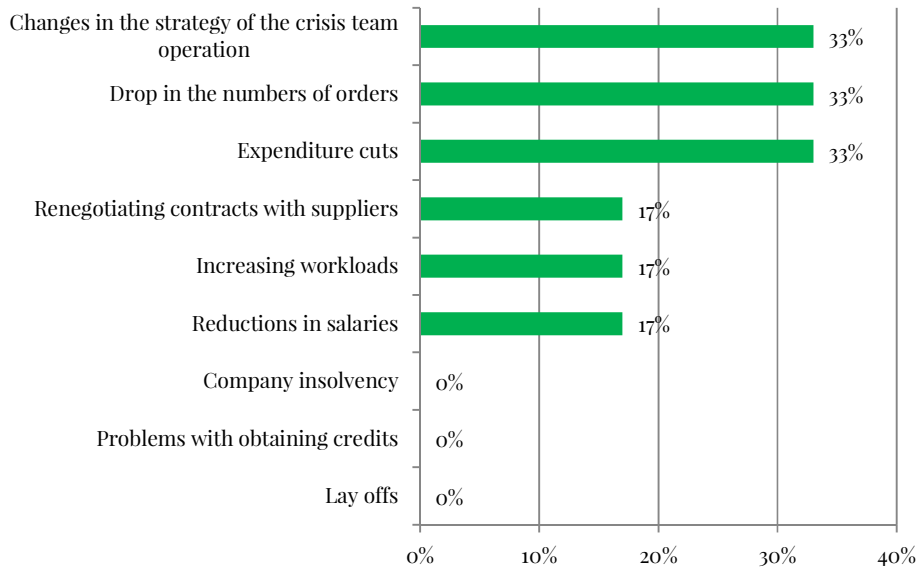 Changes in the strategy of the crisis team
operation
33%
Drop in the numbers of orders
33%
Expenditure cuts
33%
Renegotiating contracts with suppliers
17%
Increasing workloads
17%
Reductions in salaries
17%
Company insolvency
0%
Problems with obtaining credits
0%
Lay offs
0%
0%
10%
20%
30%
40%